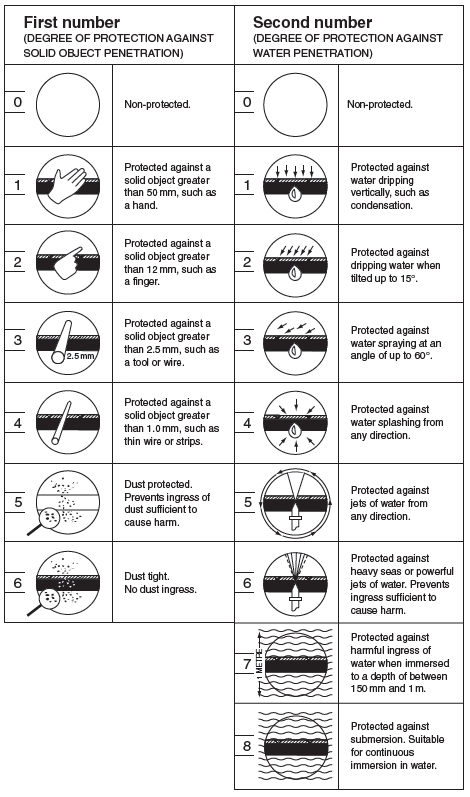 First number
(DEGREE OF PROTECTION AGAINST
SOLID OBJECT PENETRATION)
0
Non-protected.
1
Protected against a
solid object greater
than 50 mm, such as
a hand.
2
Protected against a
solid object greater
than 12 mm, such as
a finger.
3
2.5 mm
Protected against a
solid object greater
than 2.5 mm, such as
a tool or wire.
4
Protected against a
solid object greater
than 1.0 mm, such as
thin wire or strips.
5
Dust protected.
Prevents ingress of
dust sufficient to
cause harm.
6
Dust tight.
No dust ingress.
Second number
(DEGREE OF PROTECTION AGAINST
WATER PENETRATION)
0
Non-protected.
1
Protected against
water dripping
vertically, such as
condensation.
2
Protected against
dripping water when
tilted up to 15°.
3
Protected against
water spraying at an
angle of up to 60°.
4
Protected against
water splashing from
any direction.
5
Protected against
jets of water from
any direction.
6
Protected against
heavy seas or powerful
jets of water. Prevents
ingress sufficient to
cause harm.
7
1 METRE
Protected against
harmful ingress of
water when immersed
to a depth of between
150 mm and 1 m.
8
Protected against
submersion. Suitable
for continuous
immersion in water.